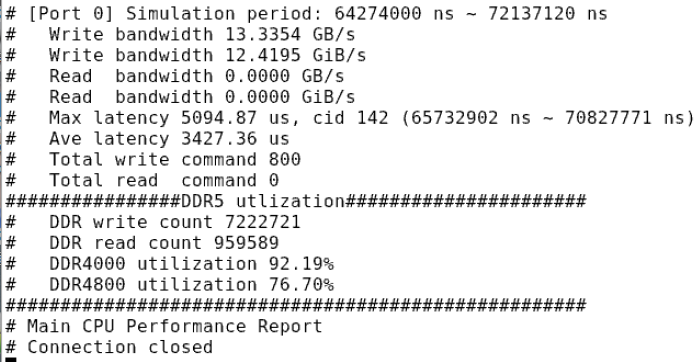 # [Port 0] Simulation period: 64274000 ns ~ 72137120 ns
#   Write bandwidth 13.3354 GB/s
#   Write bandwidth 12.4195 GiB/s
#   Read  bandwidth 0.0000 GB/s
#   Read  bandwidth 0.0000 GiB/s
#   Max latency 5094.87 us, cid 142 (65732902 ns ~ 70827771 ns)
#   Ave latency 3427.36 us
#   Total write command 800
#   Total read  command 0
################DDR5 utlization######################
#   DDR write count 7222721
#   DDR read count 959589
#   DDR4000 utilization 92.19%
#   DDR4800 utilization 76.70%
######################################################
# Main CPU Performance Report
# Connection closed